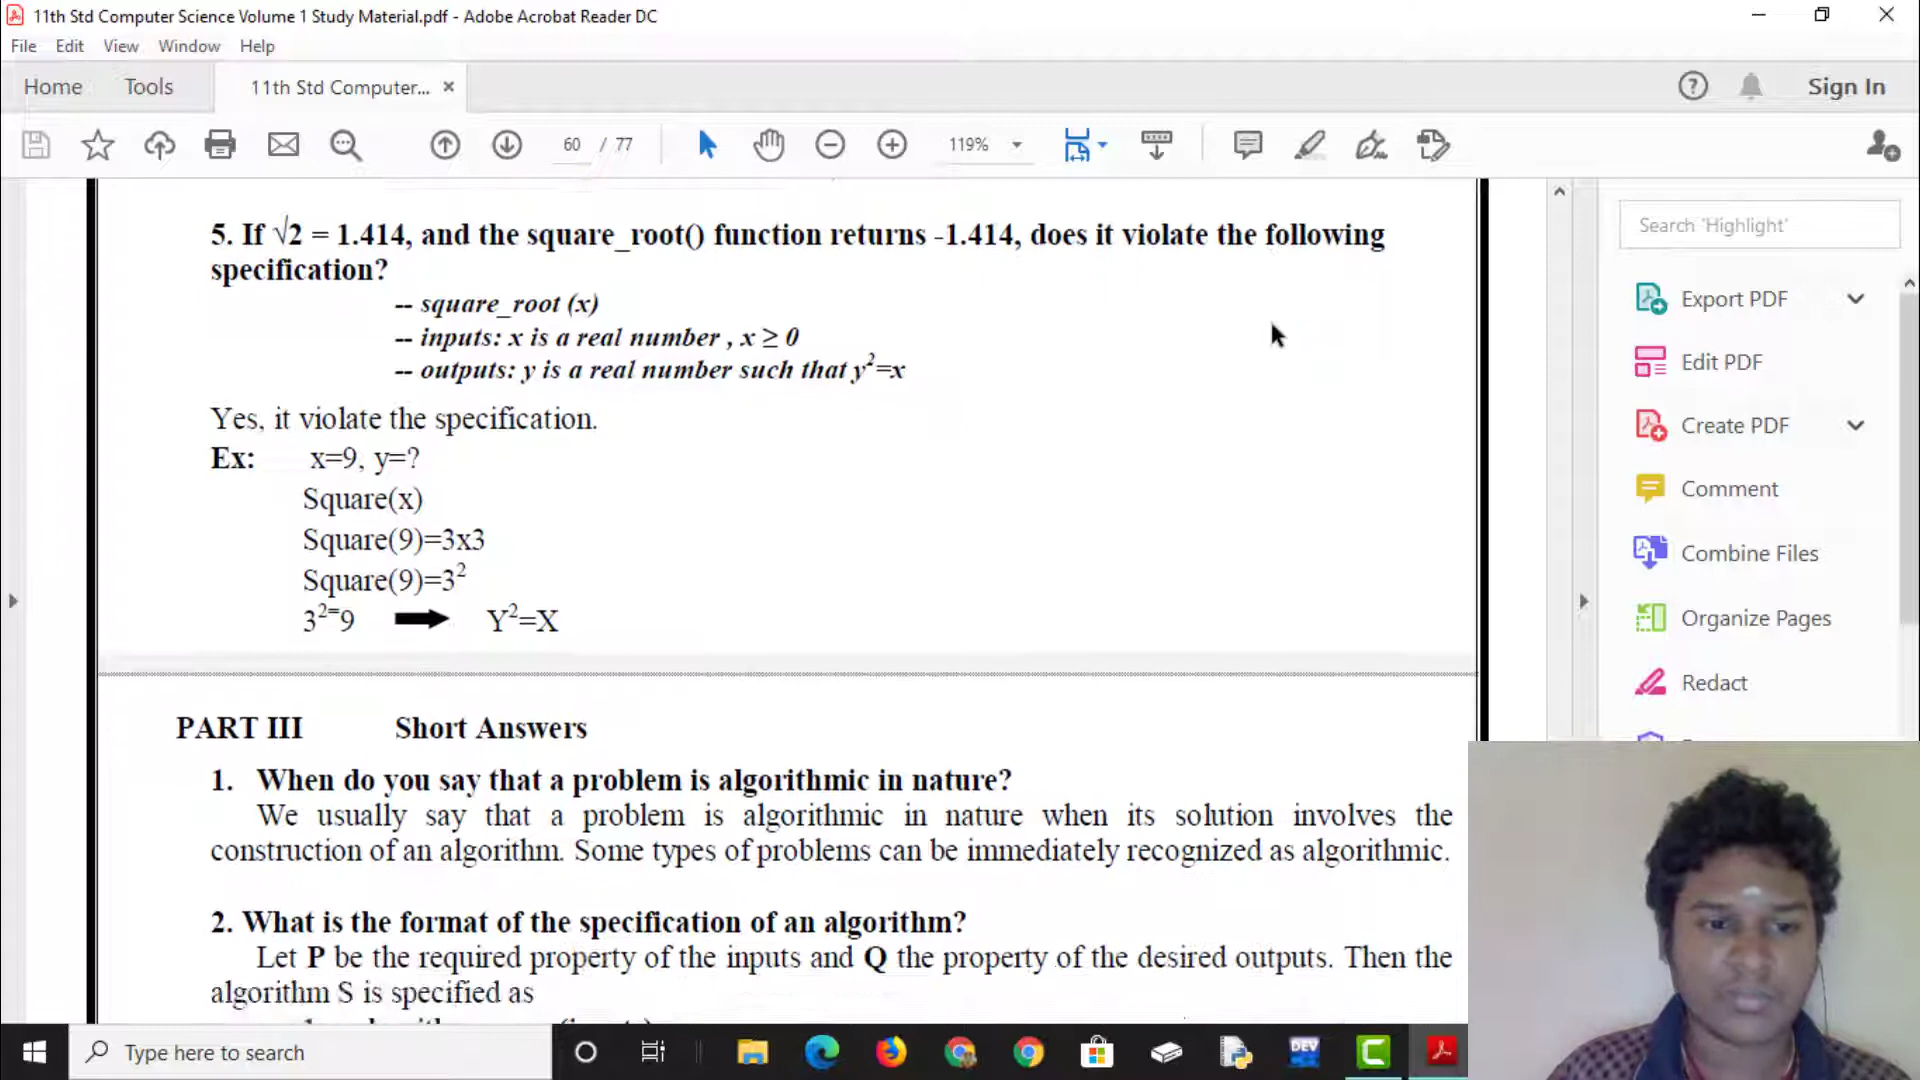 11th Std Computer Science Volume 1 Study Material.pdf - Adobe Acrobat Reader DC
File Edit View Window Help
Home Tools 11th Std Computer... × Sign In
60 / 77 119%
5. If √2 = 1.414, and the square_root() function returns -1.414, does it violate the following
specification?
-- square_root (x)
-- inputs: x is a real number , x ≥ 0
-- outputs: y is a real number such that y²=x
Yes, it violate the specification.
Ex: x=9, y=?
Square(x)
Square(9)=3x3
Square(9)=3²
3²⁼9 Y²=X
PART III Short Answers
1. When do you say that a problem is algorithmic in nature?
We usually say that a problem is algorithmic in nature when its solution involves the
construction of an algorithm. Some types of problems can be immediately recognized as algorithmic.
2. What is the format of the specification of an algorithm?
Let P be the required property of the inputs and Q the property of the desired outputs. Then the
algorithm S is specified as
Search 'Highlight'
Export PDF
Edit PDF
Create PDF
Comment
Combine Files
Organize Pages
Redact
Type here to search
DEV